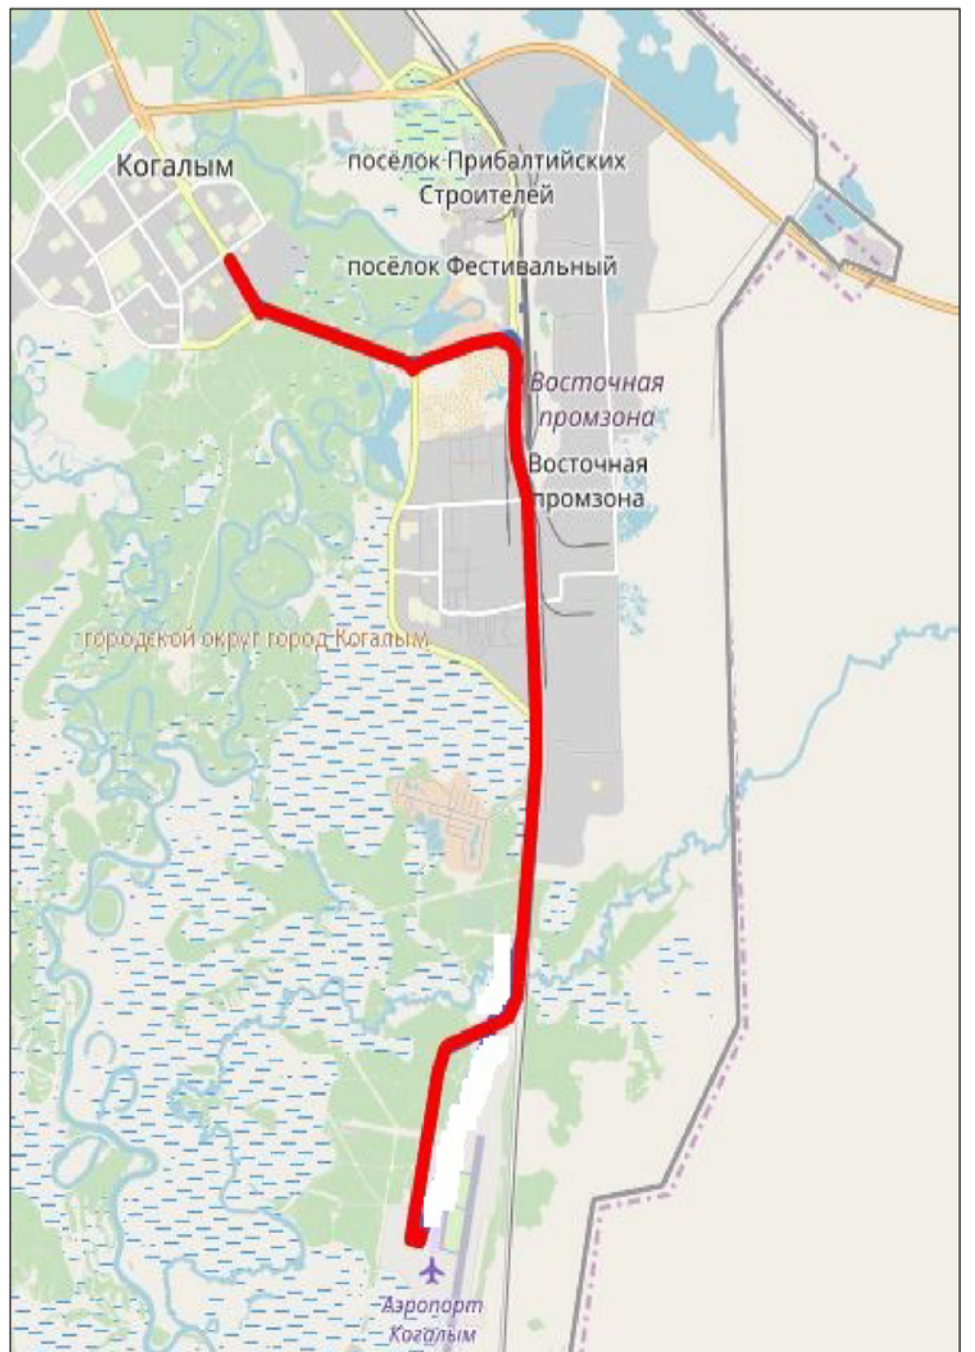 Когалым
посёлок Прибалтийских
Строителей
посёлок Фестивальный
Восточная
промзона
Восточная
промзона
городской округ город Когалым
Аэропорт
Когалым